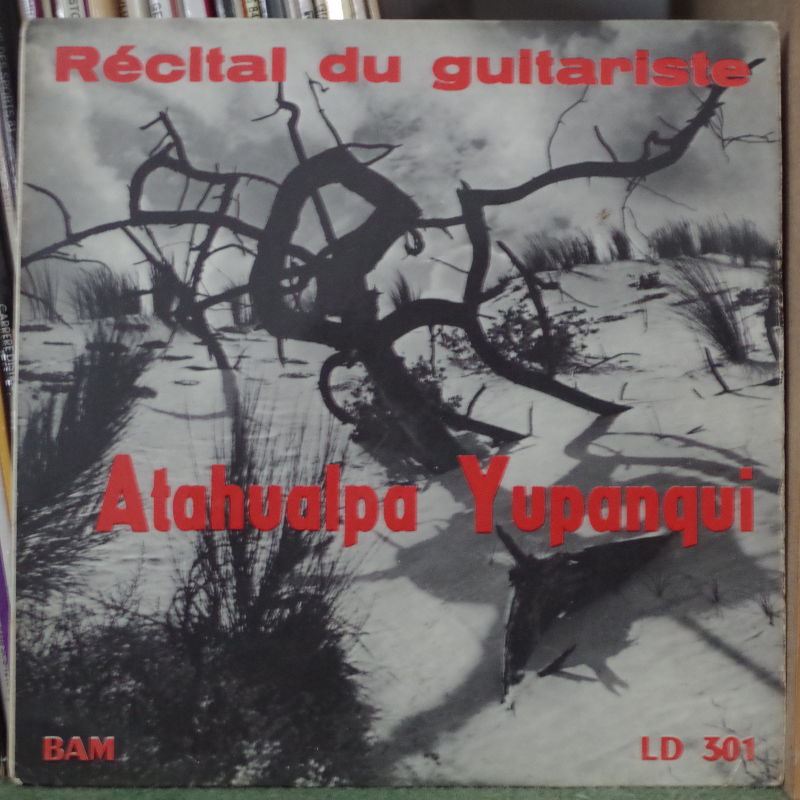 Récital du guitariste
Atahualpa Yupanqui
BAM
LD 301